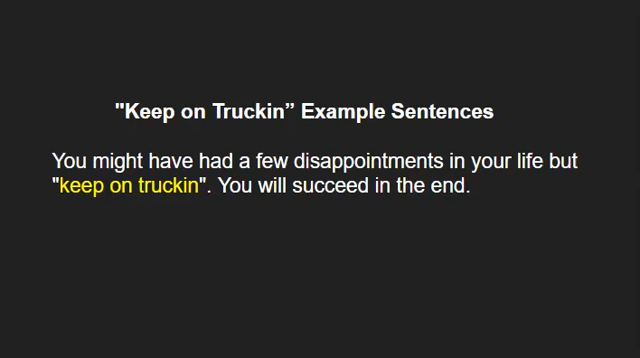 "Keep on Truckin” Example Sentences
You might have had a few disappointments in your life but
"keep on truckin". You will succeed in the end.